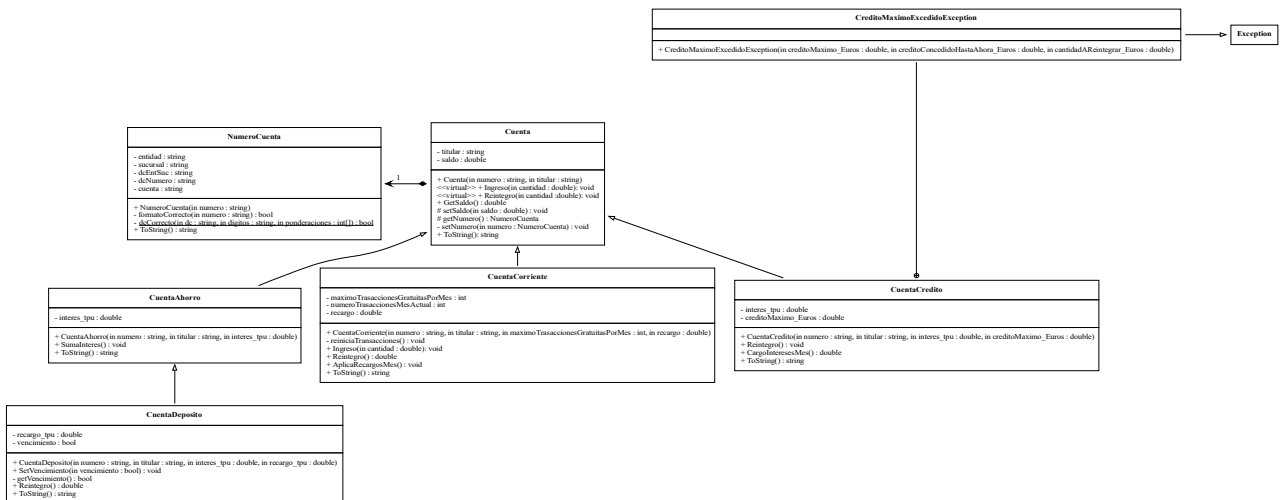 CreditoMaximoExcedidoException
+ CreditoMaximoExcedidoException(in creditoMaximo_Euros : double, in creditoConcedidoHastaAhora_Euros : double, in cantidadAReintegrar_Euros : double)
Exception
NumeroCuenta
- entidad : string
- sucursal : string
- dcEntSuc : string
- dcNumero : string
- cuenta : string
+ NumeroCuenta(in numero : string)
- formatoCorrecto(in numero : string) : bool
- dcCorrecto(in dc : string, in digitos : string, in ponderaciones : int[]) : bool
+ ToString() : string
1
Cuenta
- titular : string
- saldo : double
+ Cuenta(in numero : string, in titular : string)
<<virtual>> + Ingreso(in cantidad : double): void
<<virtual>> + Reintegro(in cantidad :double): void
+ GetSaldo() : double
# setSaldo(in saldo : double) : void
# getNumero() : NumeroCuenta
- setNumero(in numero : NumeroCuenta) : void
+ ToString(): string
CuentaAhorro
- interes_tpu : double
+ CuentaAhorro(in numero : string, in titular : string, in interes_tpu : double)
+ SumaInteres() : void
+ ToString() : string
CuentaCorriente
- maximoTrasaccionesGratuitasPorMes : int
- numeroTrasaccionesMesActual : int
- recargo : double
+ CuentaCorriente(in numero : string, in titular : string, in maximoTrasaccionesGratuitasPorMes : int, in recargo : double)
- reiniciaTransacciones() : void
+ Ingreso(in cantidad : double): void
+ Reintegro() : double
+ AplicaRecargosMes() : void
+ ToString() : string
CuentaCredito
- interes_tpu : double
- creditoMaximo_Euros : double
+ CuentaCredito(in numero : string, in titular : string, in interes_tpu : double, in creditoMaximo_Euros : double)
+ Reintegro() : void
+ CargoInteresesMes() : double
+ ToString() : string
CuentaDeposito
- recargo_tpu : double
- vencimiento : bool
+ CuentaDeposito(in numero : string, in titular : string, in interes_tpu : double, in recargo_tpu : double)
+ SetVencimiento(in vencimiento : bool) : void
- getVencimiento() : bool
+ Reintegro() : double
+ ToString() : string